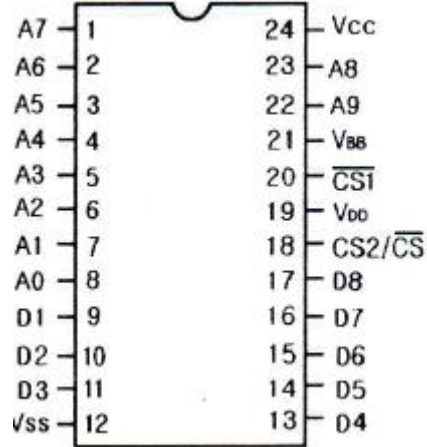 A7 1 24 Vcc
A6 2 23 A8
A5 3 22 A9
A4 4 21 VBB
A3 5 20 C̅S̅1̅
A2 6 19 VDD
A1 7 18 CS2/C̅S̅
A0 8 17 D8
D1 9 16 D7
D2 10 15 D6
D3 11 14 D5
Vss 12 13 D4